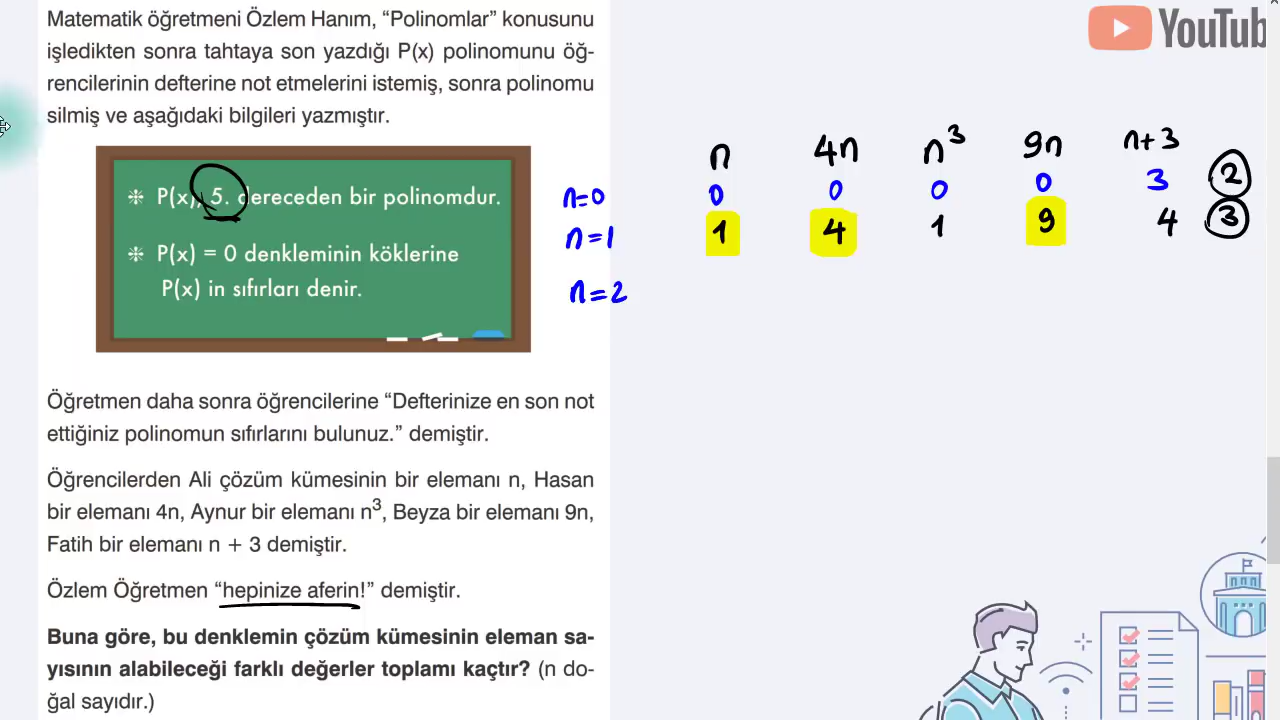 Matematik öğretmeni Özlem Hanım, “Polinomlar” konusunu
işledikten sonra tahtaya son yazdığı P(x) polinomunu öğ-
rencilerinin defterine not etmelerini istemiş, sonra polinomu
silmiş ve aşağıdaki bilgileri yazmıştır.
P(x), 5. dereceden bir polinomdur.
P(x) = 0 denkleminin köklerine
P(x) in sıfırları denir.
Öğretmen daha sonra öğrencilerine “Defterinize en son not
ettiğiniz polinomun sıfırlarını bulunuz.” demiştir.
Öğrencilerden Ali çözüm kümesinin bir elemanı n, Hasan
bir elemanı 4n, Aynur bir elemanı n³, Beyza bir elemanı 9n,
Fatih bir elemanı n + 3 demiştir.
Özlem Öğretmen “hepinize aferin!” demiştir.
Buna göre, bu denklemin çözüm kümesinin eleman sa-
yısının alabileceği farklı değerler toplamı kaçtır? (n do-
ğal sayıdır.)
YouTub
n 4n n³ 9n n+3
n=0 0 0 0 0 3 2
n=1 1 4 1 9 4 3
n=2